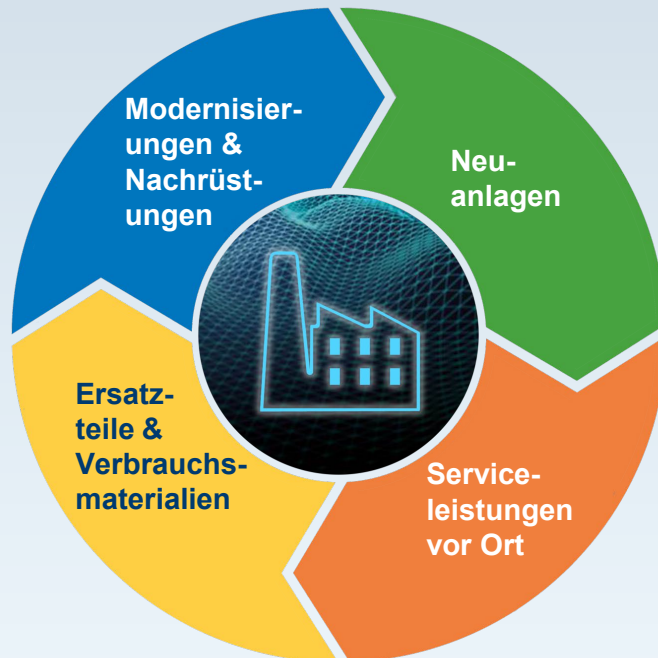 Modernisier-
ungen &
Nachrüst-
ungen
Neu-
anlagen
Service-
leistungen
vor Ort
Ersatz-
teile &
Verbrauchs-
materialien